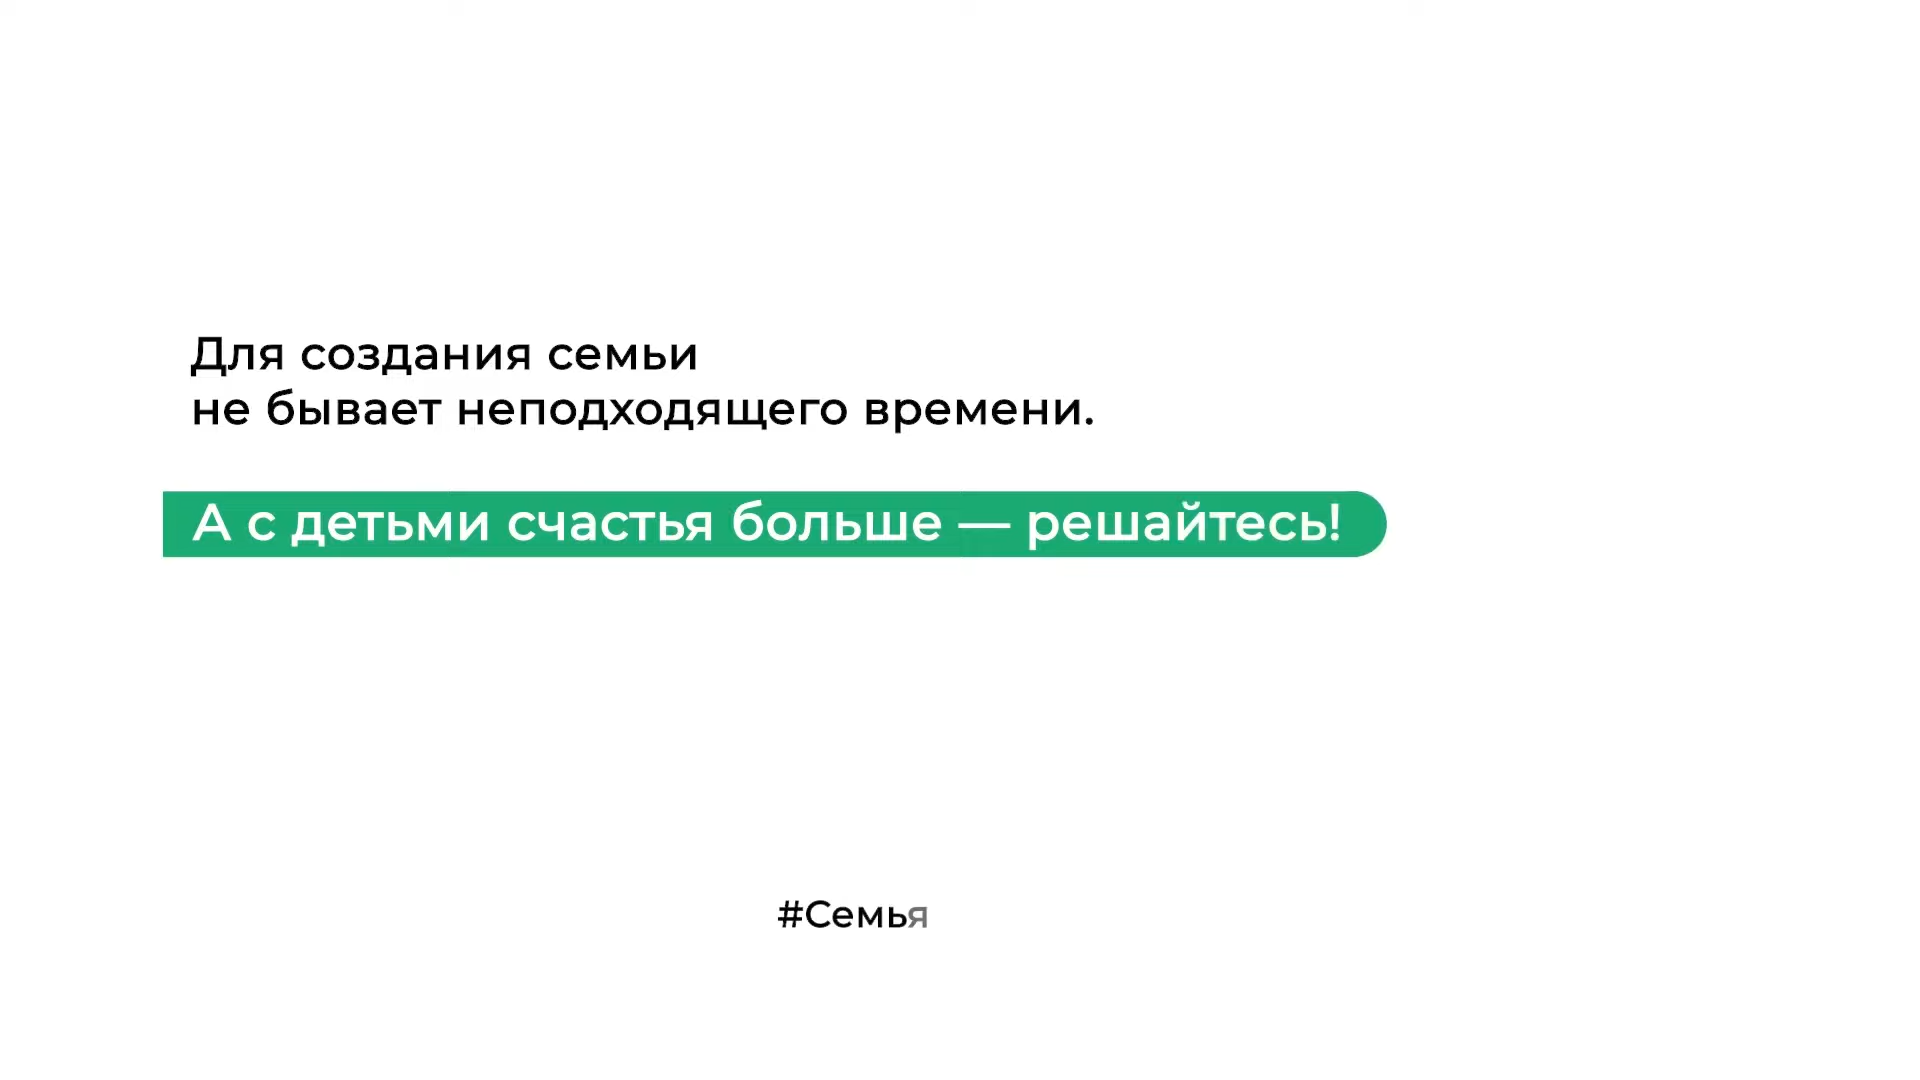 Для создания семьи
не бывает неподходящего времени.
А с детьми счастья больше — решайтесь!
#Семья